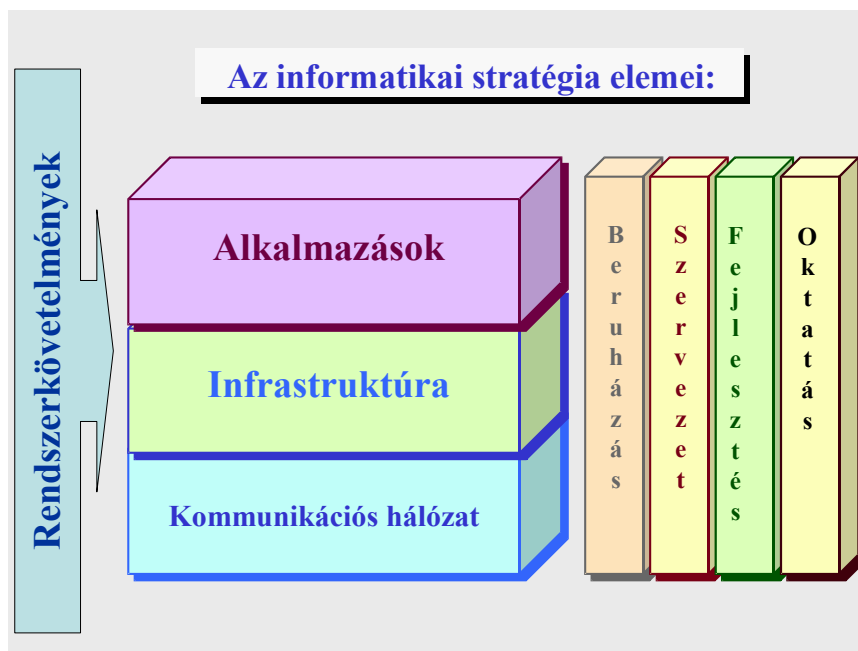 Az informatikai stratégia elemei:
Rendszerkövetelmények
Alkalmazások
Infrastruktúra
Kommunikációs hálózat
Beruházás
Szervezet
Fejlesztés
Oktatás